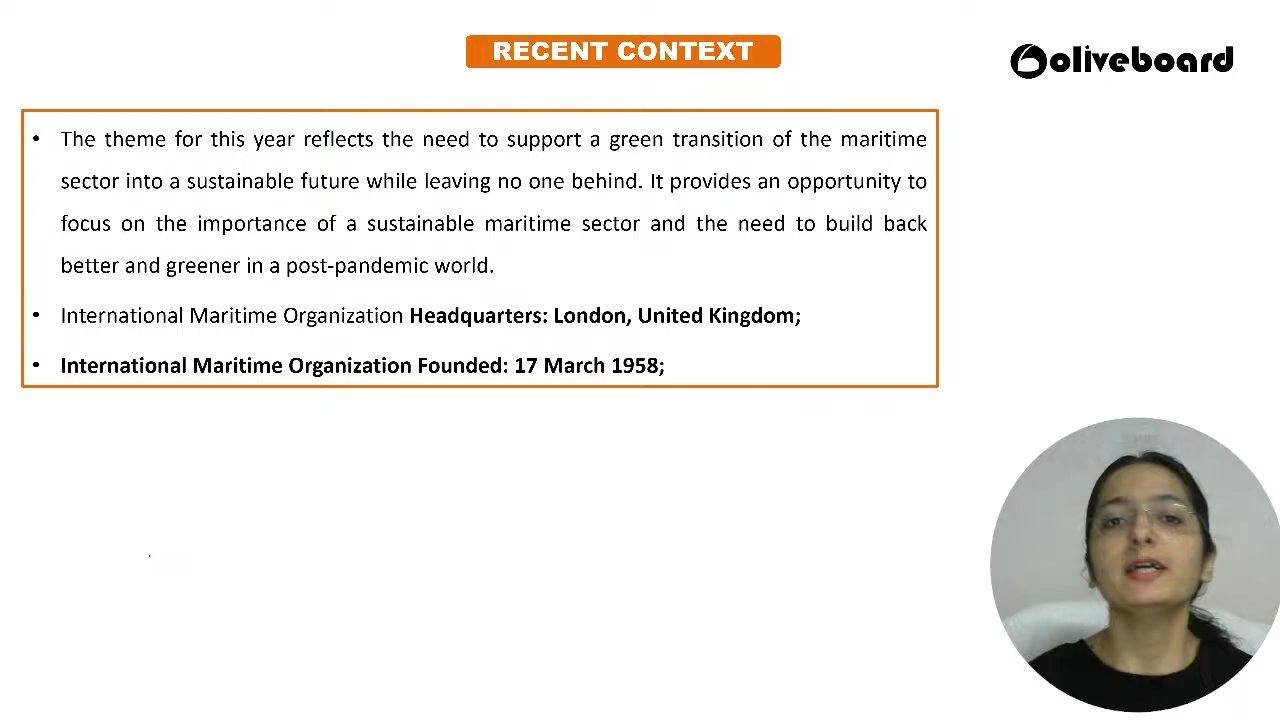 RECENT CONTEXT
oliveboard
• The theme for this year reflects the need to support a green transition of the maritime
sector into a sustainable future while leaving no one behind. It provides an opportunity to
focus on the importance of a sustainable maritime sector and the need to build back
better and greener in a post-pandemic world.
• International Maritime Organization Headquarters: London, United Kingdom;
• International Maritime Organization Founded: 17 March 1958;